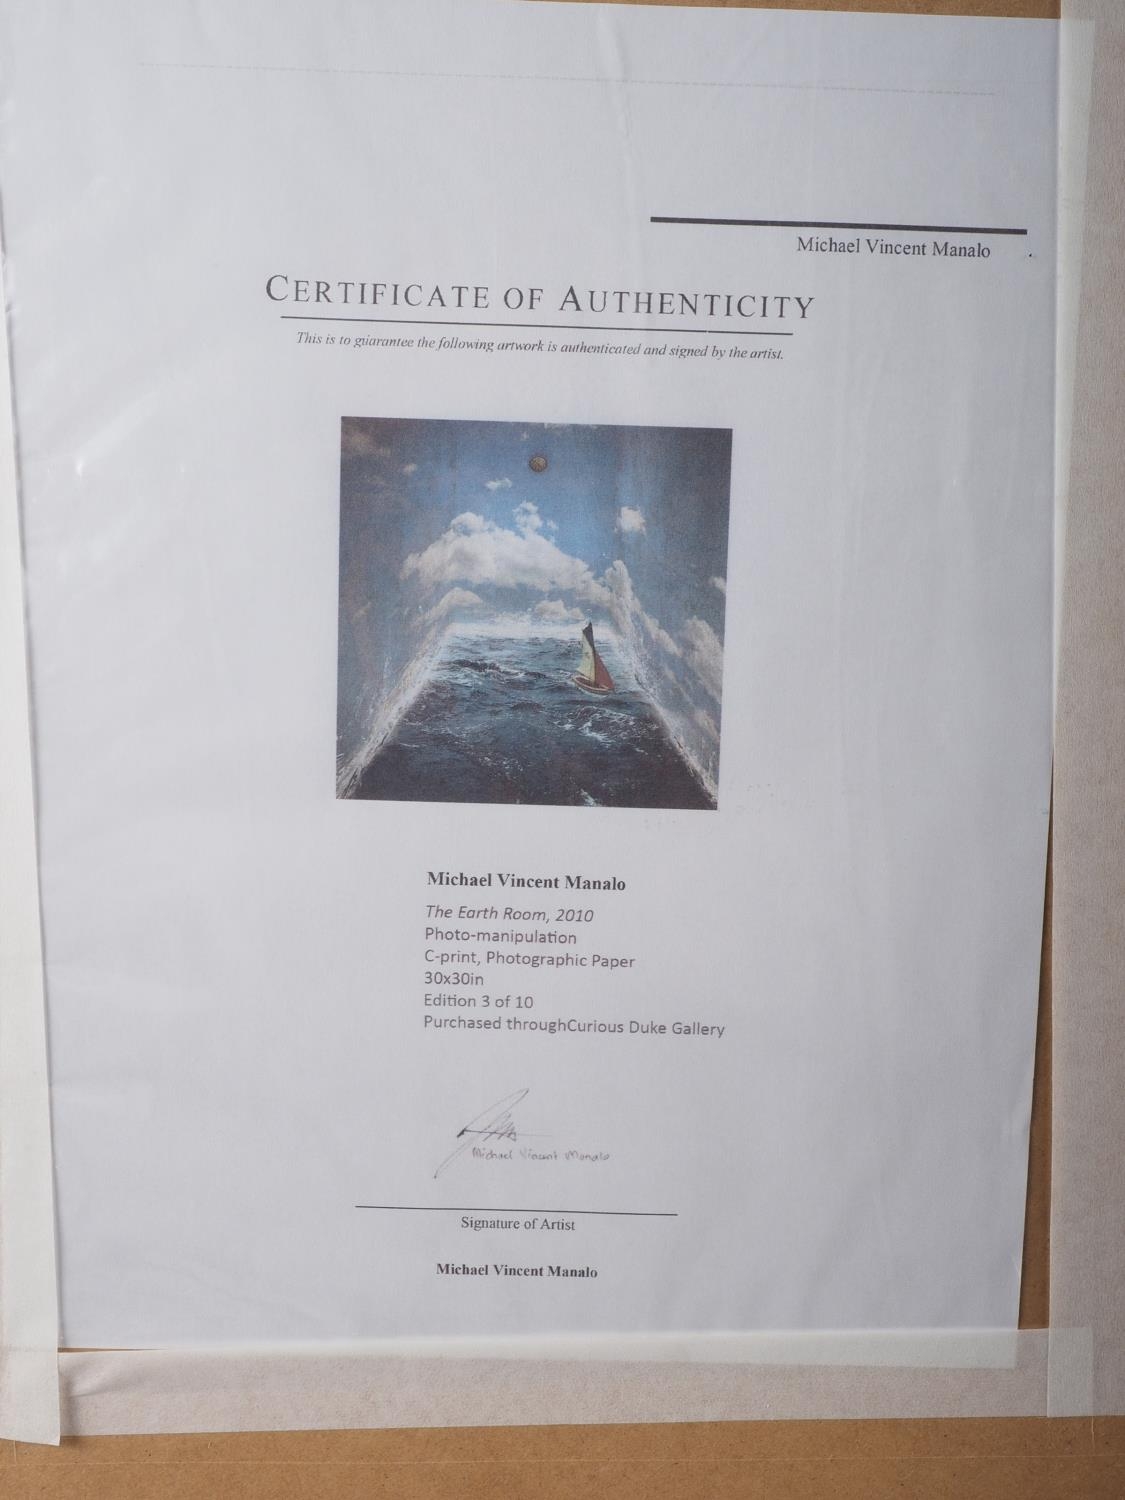 Michael Vincent Manalo
CERTIFICATE OF AUTHENTICITY
This is to guarantee the following artwork is authenticated and signed by the artist.
Michael Vincent Manalo
The Earth Room, 2010
Photo-manipulation
C-print, Photographic Paper
30x30in
Edition 3 of 10
Purchased throughCurious Duke Gallery
Michael Vincent Manalo
Signature of Artist
Michael Vincent Manalo